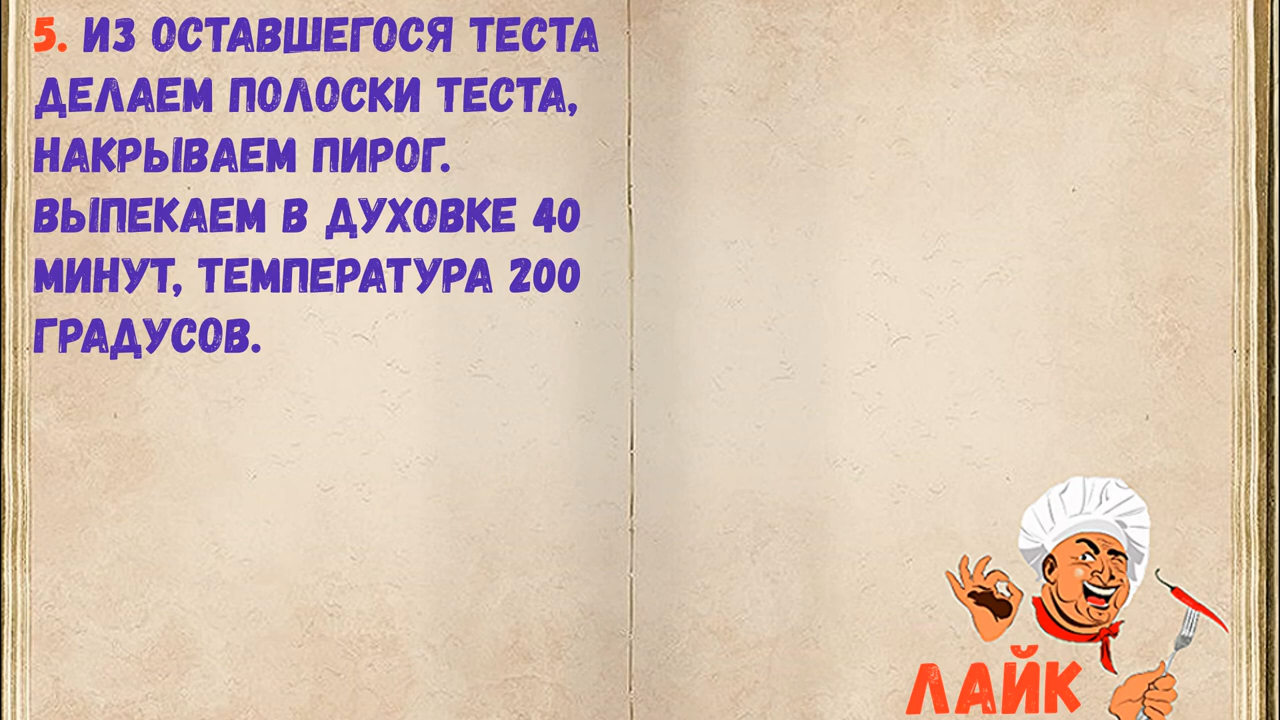 5. ИЗ ОСТАВШЕГОСЯ ТЕСТА
ДЕЛАЕМ ПОЛОСКИ ТЕСТА,
НАКРЫВАЕМ ПИРОГ.
ВЫПЕКАЕМ В ДУХОВКЕ 40
МИНУТ, ТЕМПЕРАТУРА 200
ГРАДУСОВ.
ЛАЙК